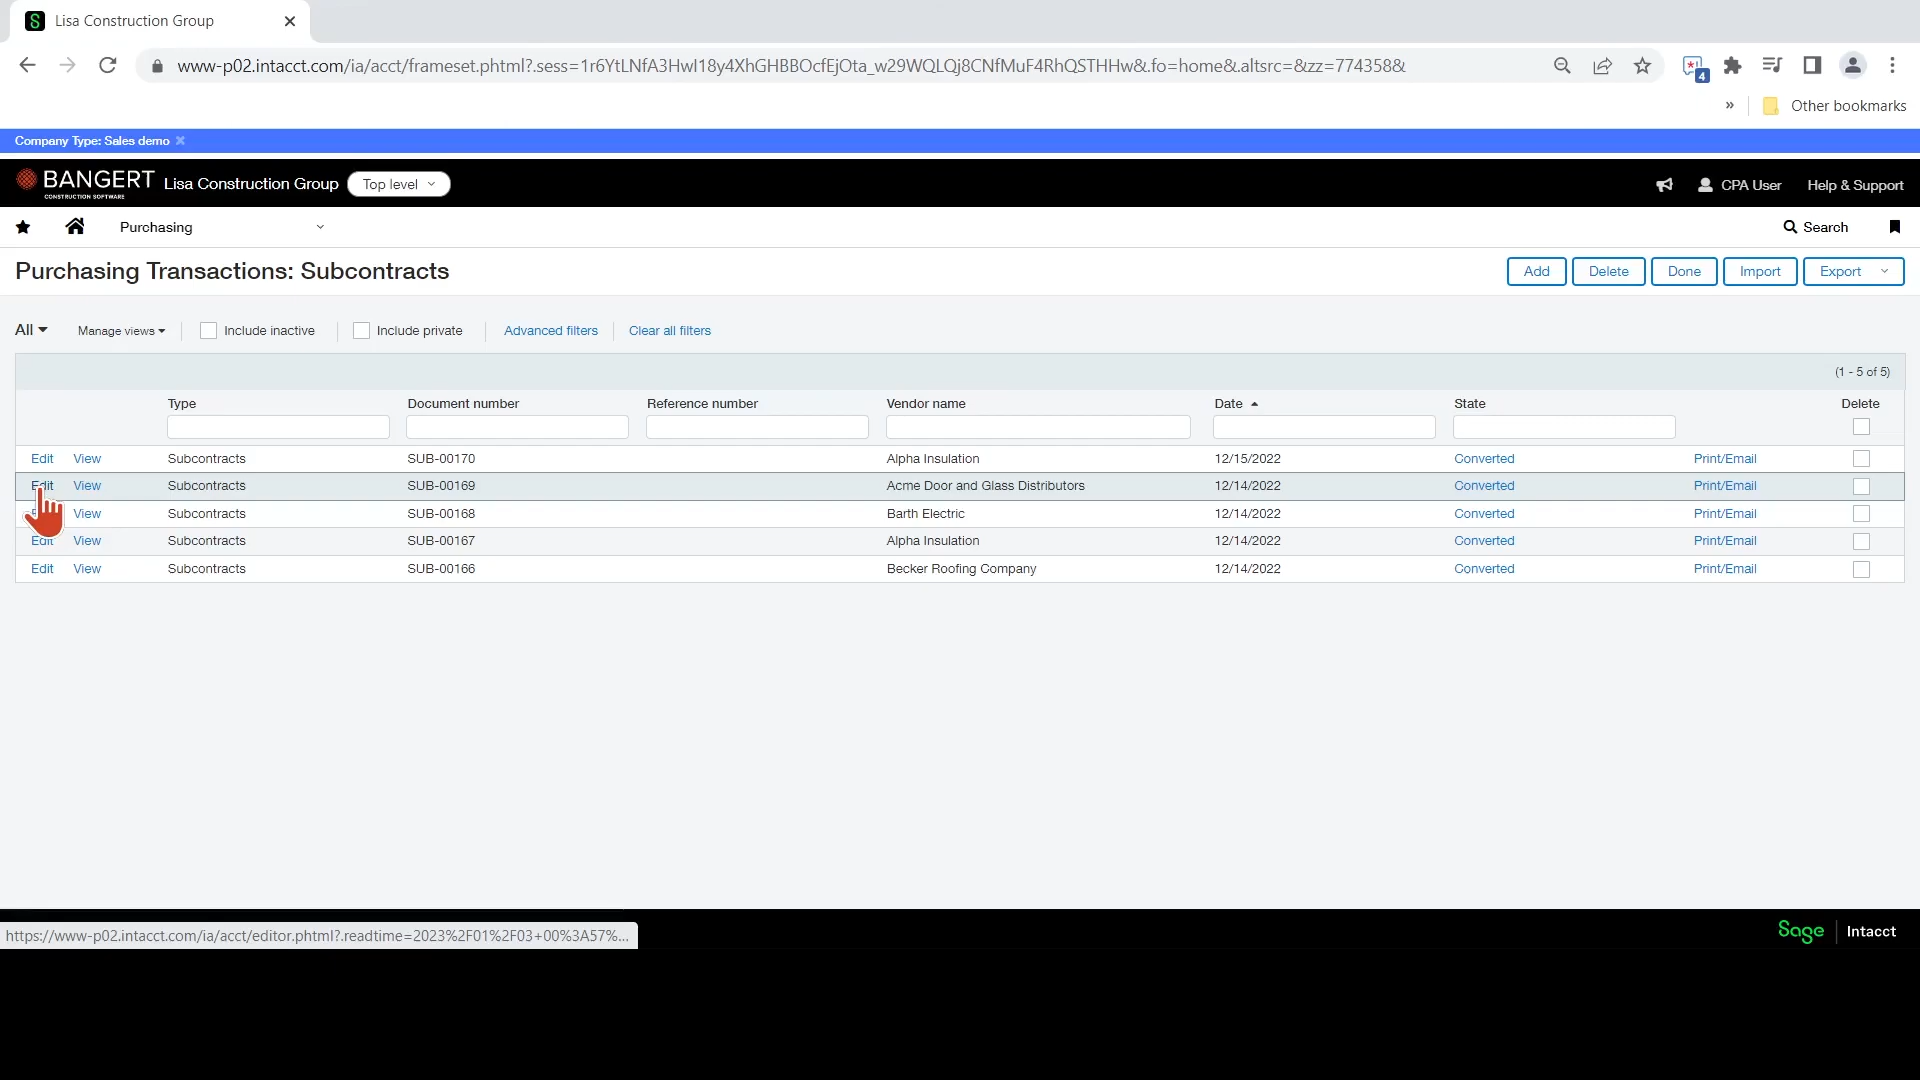 Lisa Construction Group
www-p02.intacct.com/ia/acct/frameset.phtml?.sess=1r6YtLNfA3HwI18y4XhGHBBOcfEjOta_w29WQLQj8CNfMuF4RhQSTHHw&.fo=home&.altsrc=&zz=774358&
4
» Other bookmarks
Company Type: Sales demo
BANGERT Lisa Construction Group Top level CPA User Help & Support
CONSTRUCTION SOFTWARE
Purchasing Search
Purchasing Transactions: Subcontracts Add Delete Done Import Export
All Manage views Include inactive Include private Advanced filters Clear all filters
(1 - 5 of 5)
Type Document number Reference number Vendor name Date State Delete
Edit View Subcontracts SUB-00170 Alpha Insulation 12/15/2022 Converted Print/Email
Edit View Subcontracts SUB-00169 Acme Door and Glass Distributors 12/14/2022 Converted Print/Email
View Subcontracts SUB-00168 Barth Electric 12/14/2022 Converted Print/Email
Edit View Subcontracts SUB-00167 Alpha Insulation 12/14/2022 Converted Print/Email
Edit View Subcontracts SUB-00166 Becker Roofing Company 12/14/2022 Converted Print/Email
https://www-p02.intacct.com/ia/acct/editor.phtml?.readtime=2023%2F01%2F03+00%3A57%...
Sage Intacct